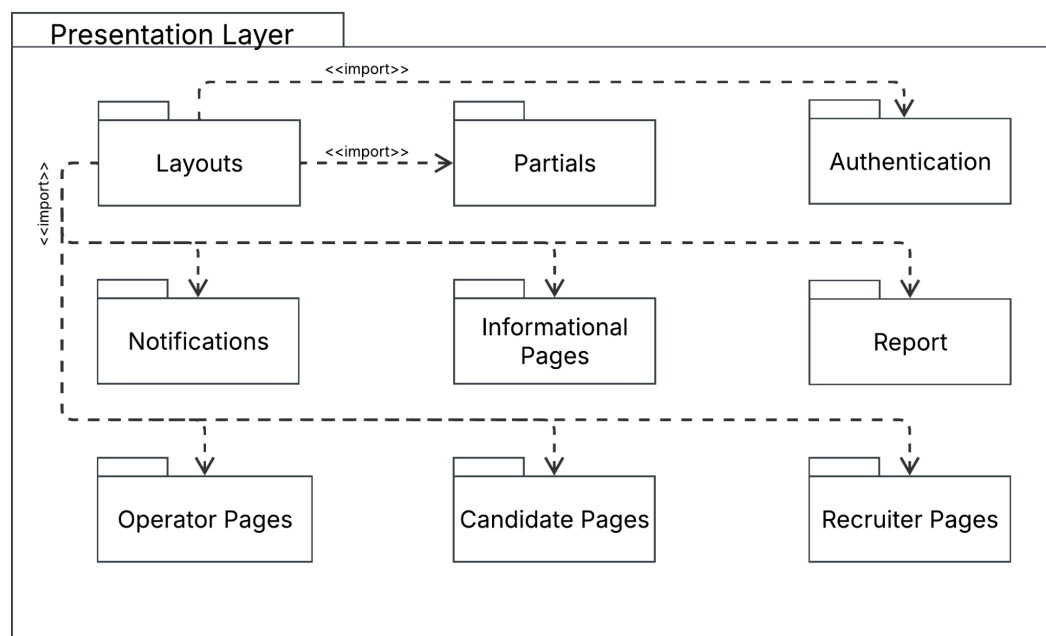 Presentation Layer
<<import>>
<<import>>
<<import>>
Layouts
Partials
Authentication
Notifications
Informational
Pages
Report
Operator Pages
Candidate Pages
Recruiter Pages